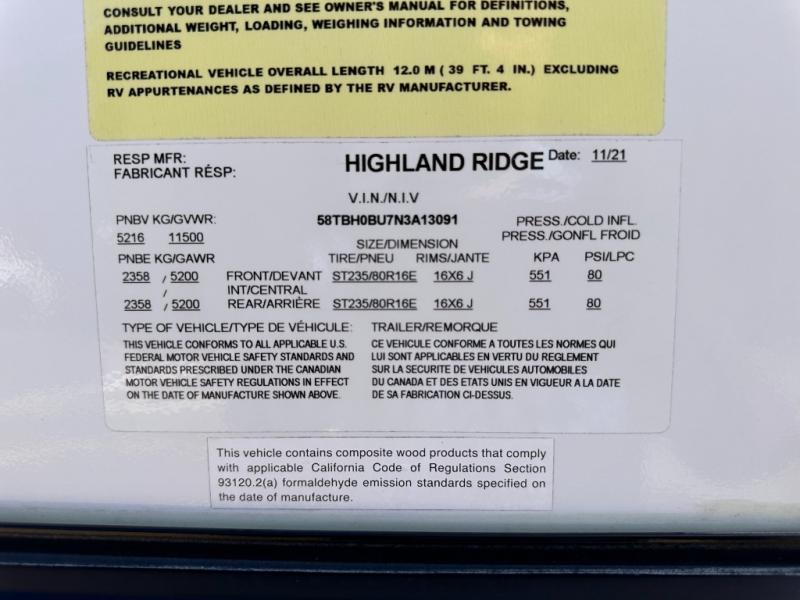 CONSULT YOUR DEALER AND SEE OWNER'S MANUAL FOR DEFINITIONS,
ADDITIONAL WEIGHT, LOADING, WEIGHING INFORMATION AND TOWING
GUIDELINES
RECREATIONAL VEHICLE OVERALL LENGTH 12.0 M ( 39 FT. 4 IN.) EXCLUDING
RV APPURTENANCES AS DEFINED BY THE RV MANUFACTURER.
RESP MFR: HIGHLAND RIDGE Date: 11/21
FABRICANT RÉSP:
V.I.N./N.I.V
PNBV KG/GVWR: 58TBH0BU7N3A13091 PRESS./COLD INFL.
5216 11500 SIZE/DIMENSION PRESS./GONFL FROID
PNBE KG/GAWR TIRE/PNEU RIMS/JANTE KPA PSI/LPC
2358 / 5200 FRONT/DEVANT ST235/80R16E 16X6 J 551 80
/ INT/CENTRAL
2358 / 5200 REAR/ARRIÈRE ST235/80R16E 16X6 J 551 80
TYPE OF VEHICLE/TYPE DE VÉHICULE: TRAILER/REMORQUE
THIS VEHICLE CONFORMS TO ALL APPLICABLE U.S.
FEDERAL MOTOR VEHICLE SAFETY STANDARDS AND
STANDARDS PRESCRIBED UNDER THE CANADIAN
MOTOR VEHICLE SAFETY REGULATIONS IN EFFECT
ON THE DATE OF MANUFACTURE SHOWN ABOVE.
CE VEHICULE CONFORME A TOUTES LES NORMES QUI
LUI SONT APPLICABLES EN VERTU DU REGLEMENT
SUR LA SECURITE DE VEHICULES AUTOMOBILES
DU CANADA ET DES ETATS UNIS EN VIGUEUR A LA DATE
DE SA FABRICATION CI-DESSUS.
This vehicle contains composite wood products that comply
with applicable California Code of Regulations Section
93120.2(a) formaldehyde emission standards specified on
the date of manufacture.